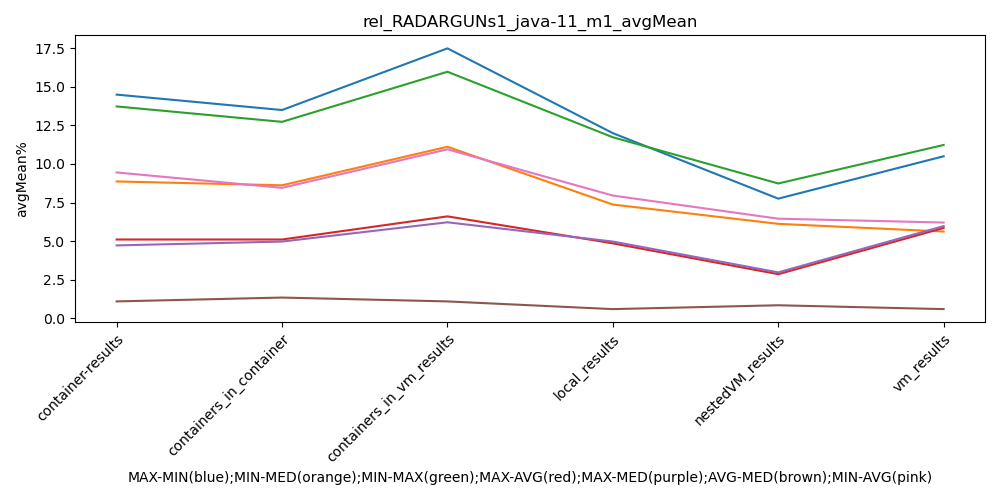 rel_RADARGUNs1_java-11_m1_avgMean
17.5
15.0
12.5
10.0
7.5
5.0
2.5
0.0
avgMean%
container-results
containers_in_container
containers_in_vm_results
local_results
nestedVM_results
vm_results
MAX-MIN(blue);MIN-MED(orange);MIN-MAX(green);MAX-AVG(red);MAX-MED(purple);AVG-MED(brown);MIN-AVG(pink)